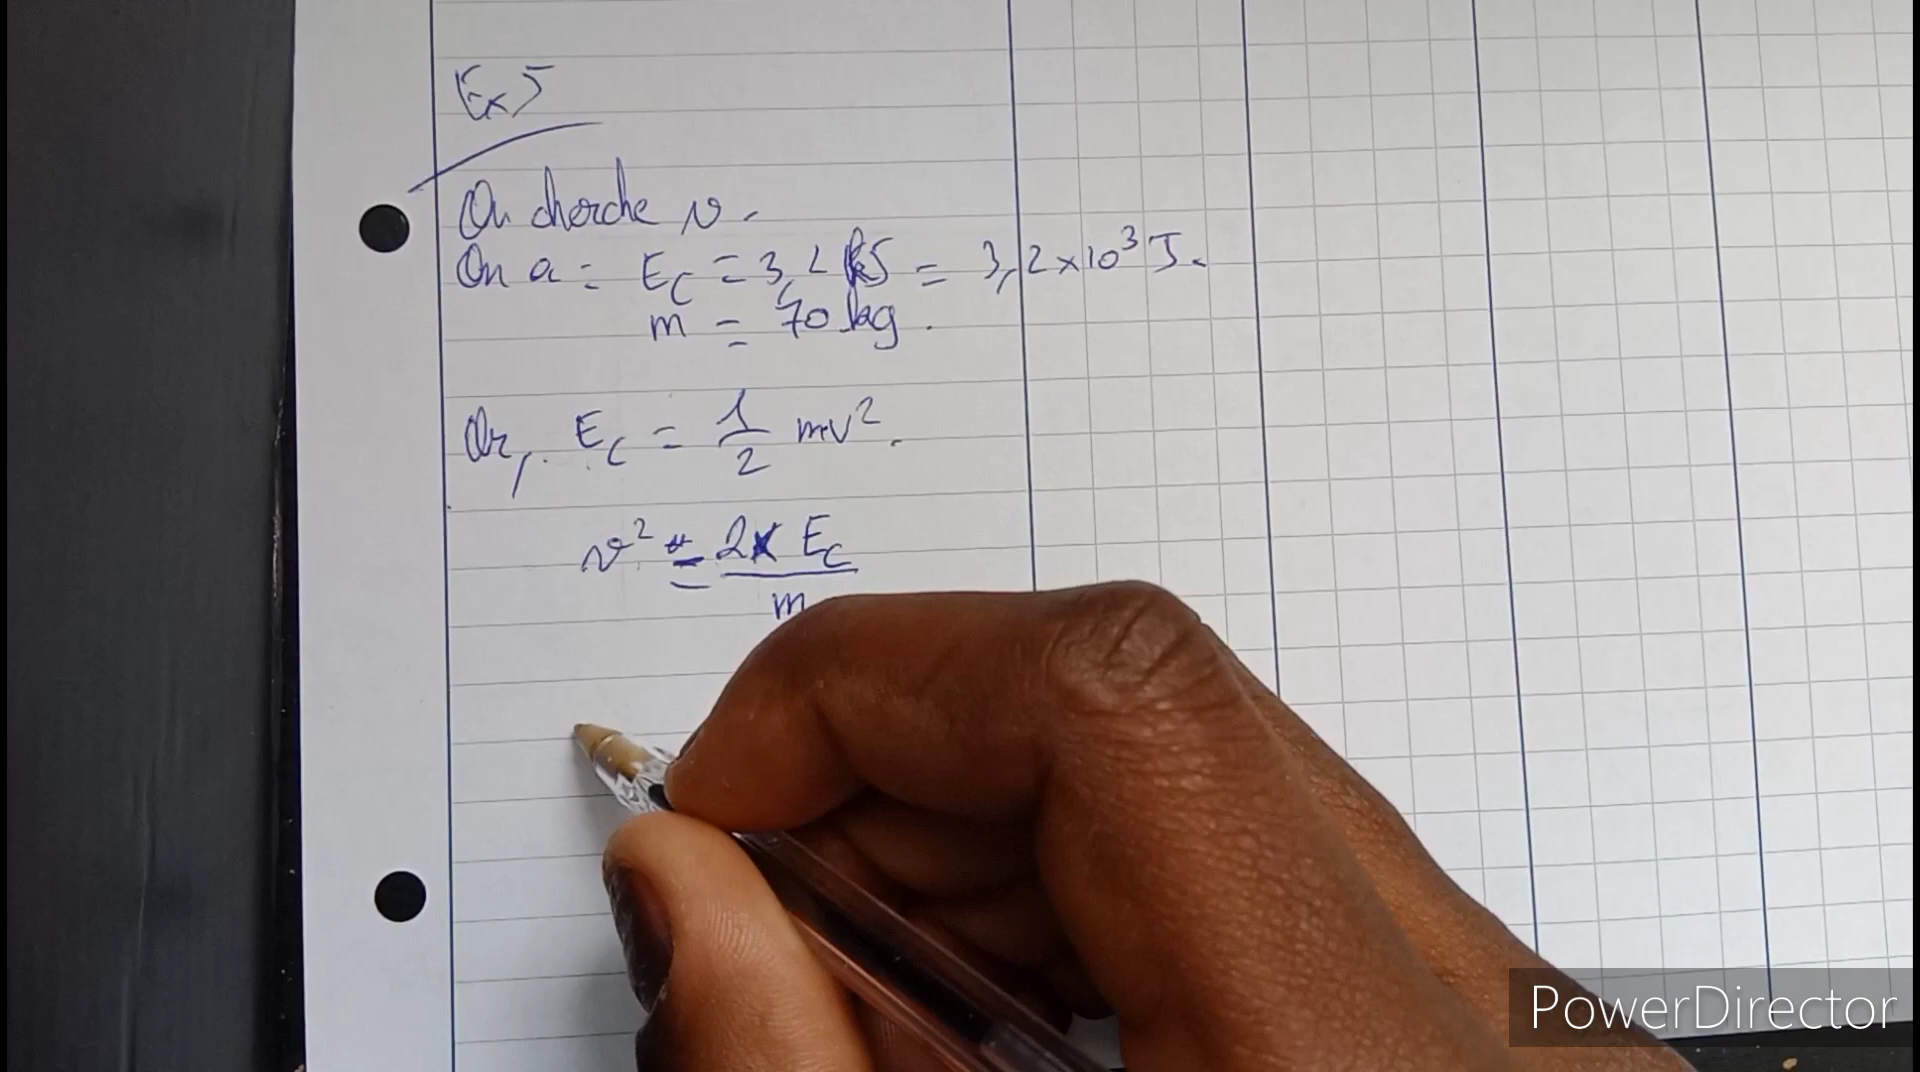 Ex 5
On cherche v.
On a = Ec = 3,2 kJ = 3,2 × 10³ J.
m = 70 kg.
Or, Ec = 1/2 mv².
v² = 2 × Ec / m
PowerDirector